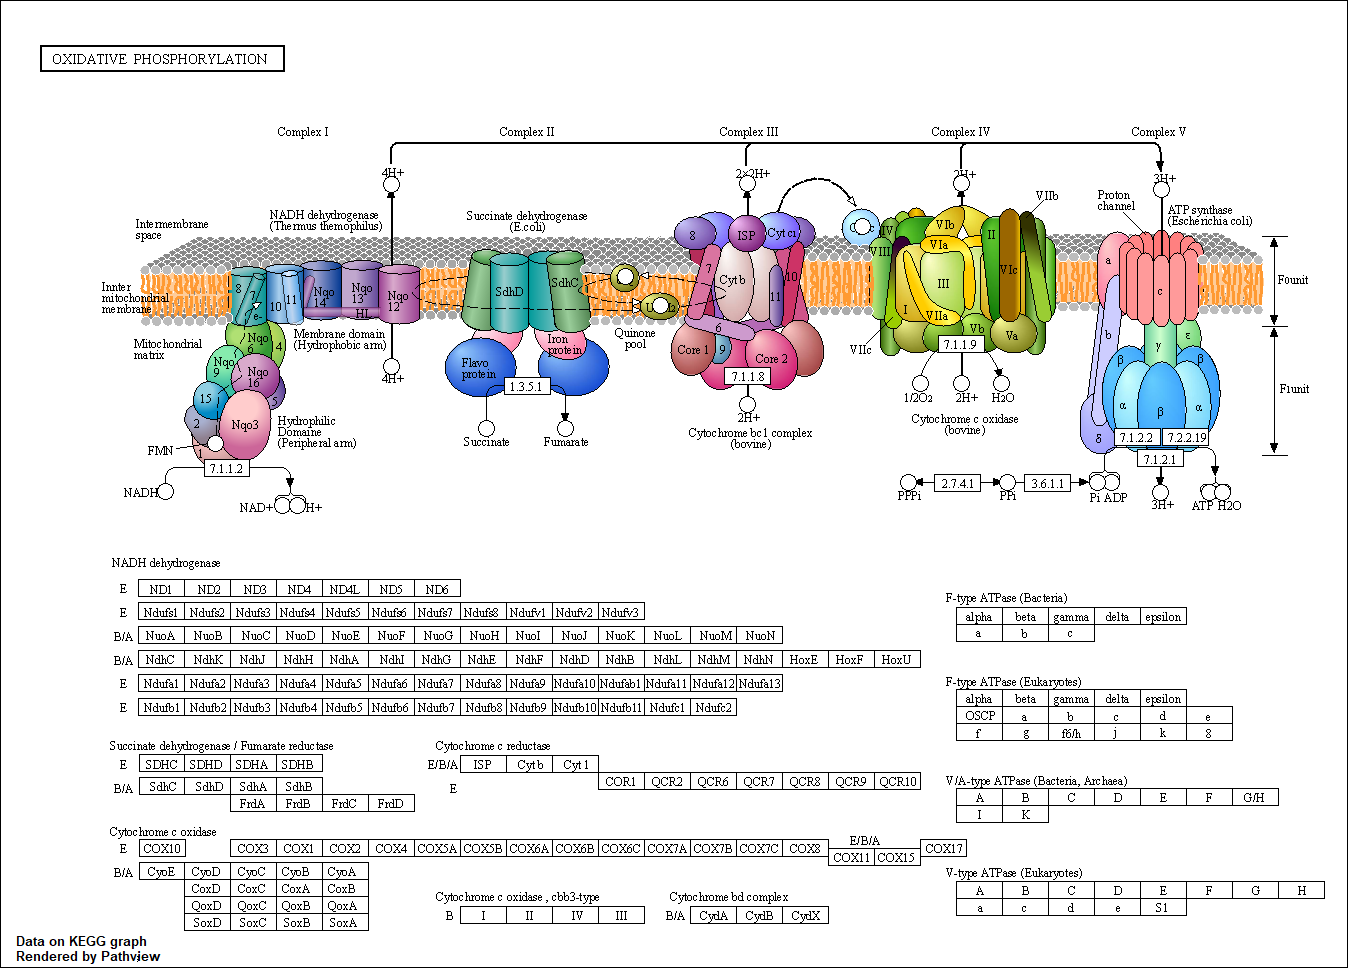 OXIDATIVE PHOSPHORYLATION
Complex I
Complex II
Complex III
Complex IV
Complex V
4H+
2×2H+
2H+
3H+
NADH dehydrogenase
(Thermus themophilus)
Succinate dehydrogenase
(E.coli)
Intermembrane
space
Innter
mitochondrial
membrane
Mitochondrial
matrix
8
e-
10
11
Nqo
14
Nqo
13
HL
Nqo
12
Membrane domain
(Hydrophobic arm)
Nqo
6
4
Nqo
9
Nqo
16
15
5
2
Nqo3
1
FMN
Hydrophilic
Domaine
(Peripheral arm)
4H+
7.1.1.2
NADH
NAD+
H+
SdhD
SdhC
Flavo
protein
Iron
protein
1.3.5.1
Succinate
Fumarate
Quinone
pool
8
ISP
Cyt c1
7
Cyt b
10
11
6
Core 1
9
Core 2
7.1.1.8
2H+
Cytochrome bc1 complex
(bovine)
c
IV
VIb
VIIb
VIII
VIa
II
VIc
III
I
VIIa
Vb
Va
VIIc
7.1.1.9
1/2O2
2H+
H2O
Cytochrome c oxidase
(bovine)
Proton
channel
ATP synthase
(Escherichia coli)
a
c
b
γ
ε
β
β
α
β
α
δ
F0unit
F1unit
7.1.2.2
7.2.2.19
7.1.2.1
3H+
ATP H2O
PPPi
2.7.4.1
PPi
3.6.1.1
Pi ADP
NADH dehydrogenase
E ND1 ND2 ND3 ND4 ND4L ND5 ND6
E Ndufs1 Ndufs2 Ndufs3 Ndufs4 Ndufs5 Ndufs6 Ndufs7 Ndufs8 Ndufv1 Ndufv2 Ndufv3
B/A NuoA NuoB NuoC NuoD NuoE NuoF NuoG NuoH NuoI NuoJ NuoK NuoL NuoM NuoN
B/A NdhC NdhK NdhJ NdhH NdhA NdhI NdhG NdhE NdhF NdhD NdhB NdhL NdhM NdhN HoxE HoxF HoxU
E Ndufa1 Ndufa2 Ndufa3 Ndufa4 Ndufa5 Ndufa6 Ndufa7 Ndufa8 Ndufa9 Ndufa10 Ndufab1 Ndufa11 Ndufa12 Ndufa13
E Ndufb1 Ndufb2 Ndufb3 Ndufb4 Ndufb5 Ndufb6 Ndufb7 Ndufb8 Ndufb9 Ndufb10 Ndufb11 Ndufc1 Ndufc2
Succinate dehydrogenase / Fumarate reductase
E SDHC SDHD SDHA SDHB
B/A SdhC SdhD SdhA SdhB
FrdA FrdB FrdC FrdD
Cytochrome c reductase
E/B/A ISP Cyt b Cyt 1
E COR1 QCR2 QCR6 QCR7 QCR8 QCR9 QCR10
Cytochrome c oxidase
E COX10 COX3 COX1 COX2 COX4 COX5A COX5B COX6A COX6B COX6C COX7A COX7B COX7C COX8
E/B/A
COX11 COX15
COX17
B/A CyoE CyoD CyoC CyoB CyoA
CoxD CoxC CoxA CoxB
QoxD QoxC QoxB QoxA
SoxD SoxC SoxB SoxA
Cytochrome c oxidase , cbb3-type
B I II IV III
Cytochrome bd complex
B/A CydA CydB CydX
F-type ATPase (Bacteria)
alpha beta gamma delta epsilon
a b c
F-type ATPase (Eukaryotes)
alpha beta gamma delta epsilon
OSCP a b c d e
f g f6/h j k 8
V/A-type ATPase (Bacteria, Archaea)
A B C D E F G/H
I K
V-type ATPase (Eukaryotes)
A B C D E F G H
a c d e S1
Data on KEGG graph
Rendered by Pathview